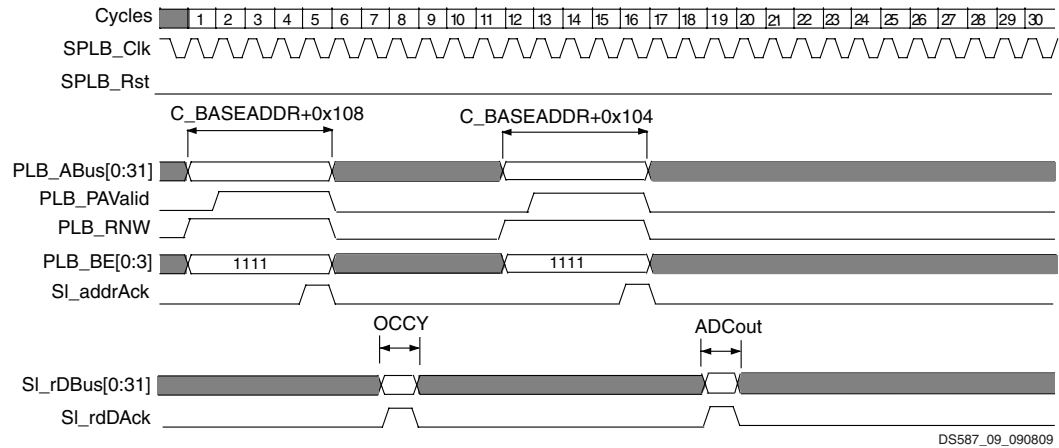 Cycles 1 2 3 4 5 6 7 8 9 10 11 12 13 14 15 16 17 18 19 20 21 22 23 24 25 26 27 28 29 30
SPLB_Clk
SPLB_Rst
C_BASEADDR+0x108 C_BASEADDR+0x104
PLB_ABus[0:31]
PLB_PAValid
PLB_RNW
PLB_BE[0:3] 1111 1111
Sl_addrAck
OCCY ADCout
Sl_rDBus[0:31]
Sl_rdDAck
DS587_09_090809